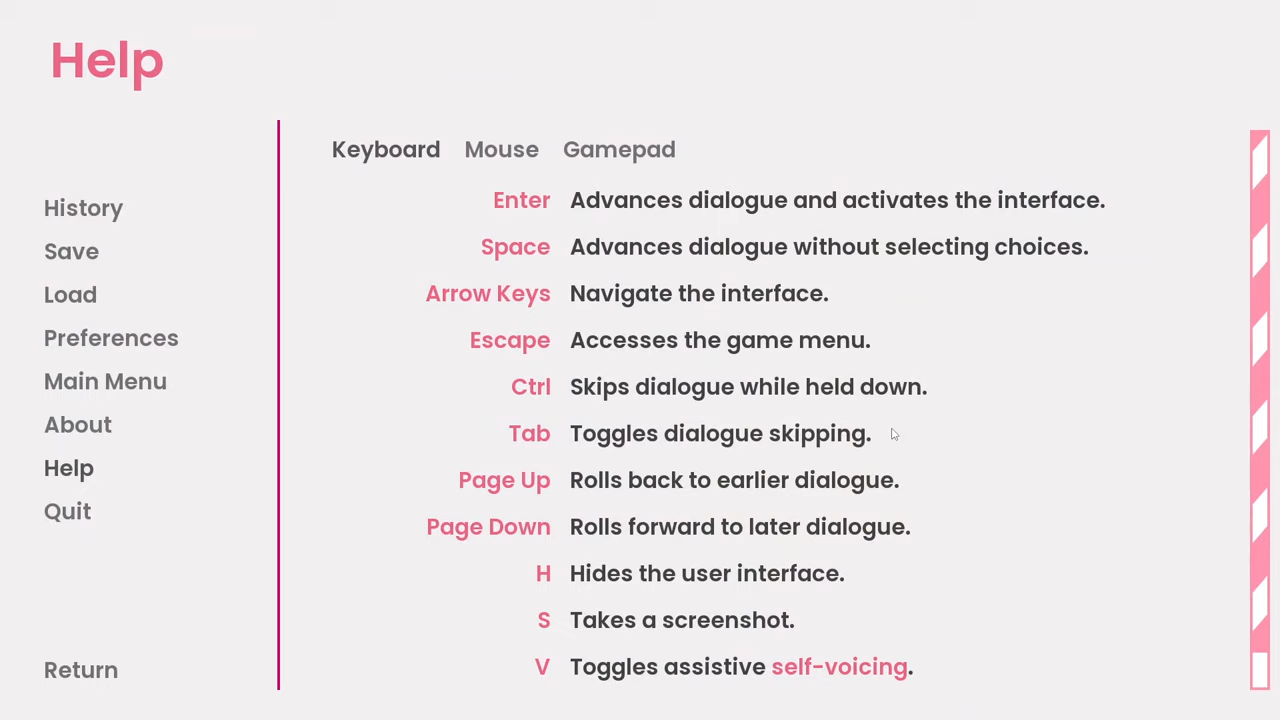 Help
History
Save
Load
Preferences
Main Menu
About
Help
Quit
Return
Keyboard Mouse Gamepad
Enter Advances dialogue and activates the interface.
Space Advances dialogue without selecting choices.
Arrow Keys Navigate the interface.
Escape Accesses the game menu.
Ctrl Skips dialogue while held down.
Tab Toggles dialogue skipping.
Page Up Rolls back to earlier dialogue.
Page Down Rolls forward to later dialogue.
H Hides the user interface.
S Takes a screenshot.
V Toggles assistive self-voicing.